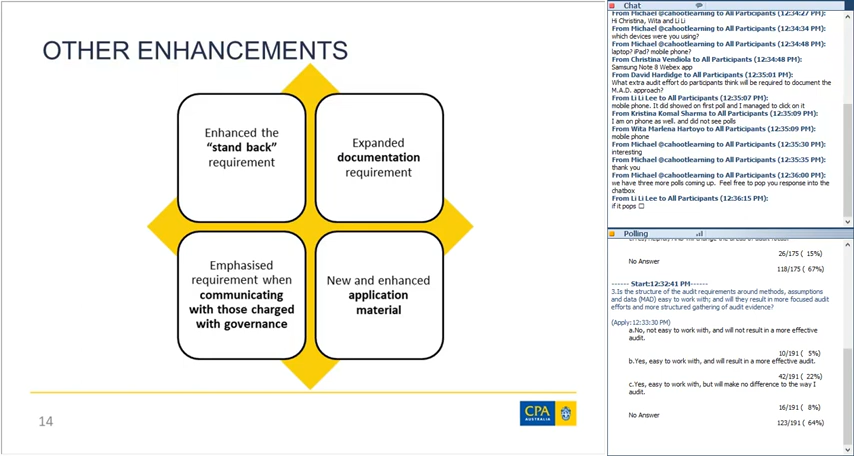 OTHER ENHANCEMENTS
Enhanced the
“stand back”
requirement
Expanded
documentation
requirement
Emphasised
requirement when
communicating
with those charged
with governance
New and enhanced
application
material
14
CPA
AUSTRALIA
Chat
From Michael @cahootlearning to All Participants (12:34:27 PM):
Hi Christina, Wita and Li Li
From Michael @cahootlearning to All Participants (12:34:34 PM):
which devices were you using?
From Michael @cahootlearning to All Participants (12:34:48 PM):
laptop? iPad? mobile phone?
From Christina Vendiola to All Participants (12:34:48 PM):
Samsung Note 8 Webex app
From David Hardidge to All Participants (12:35:01 PM):
What extra audit effort do participants think will be required to document the
M.A.D. approach?
From Li Li Lee to All Participants (12:35:07 PM):
mobile phone. It did showed on first poll and I managed to click on it
From Kristina Komal Sharma to All Participants (12:35:09 PM):
I am on phone as well. and did not see polls
From Wita Marlena Hartoyo to All Participants (12:35:09 PM):
mobile phone
From Michael @cahootlearning to All Participants (12:35:30 PM):
interesting
From Michael @cahootlearning to All Participants (12:35:35 PM):
thank you
From Michael @cahootlearning to All Participants (12:36:00 PM):
we have three more polls coming up. Feel free to pop you response into the
chatbox
From Li Li Lee to All Participants (12:36:15 PM):
if it pops □
Polling
26/175 ( 15%)
No Answer
118/175 ( 67%)
------ Start:12:32:41 PM------
3.Is the structure of the audit requirements around methods, assumptions
and data (MAD) easy to work with; and will they result in more focused audit
efforts and more structured gathering of audit evidence?
(Apply:12:33:30 PM)
a.No, not easy to work with, and will not result in a more effective
audit.
10/191 ( 5%)
b.Yes, easy to work with, and will result in a more effective audit.
42/191 ( 22%)
c.Yes, easy to work with, but will make no difference to the way I
audit.
16/191 ( 8%)
No Answer
123/191 ( 64%)